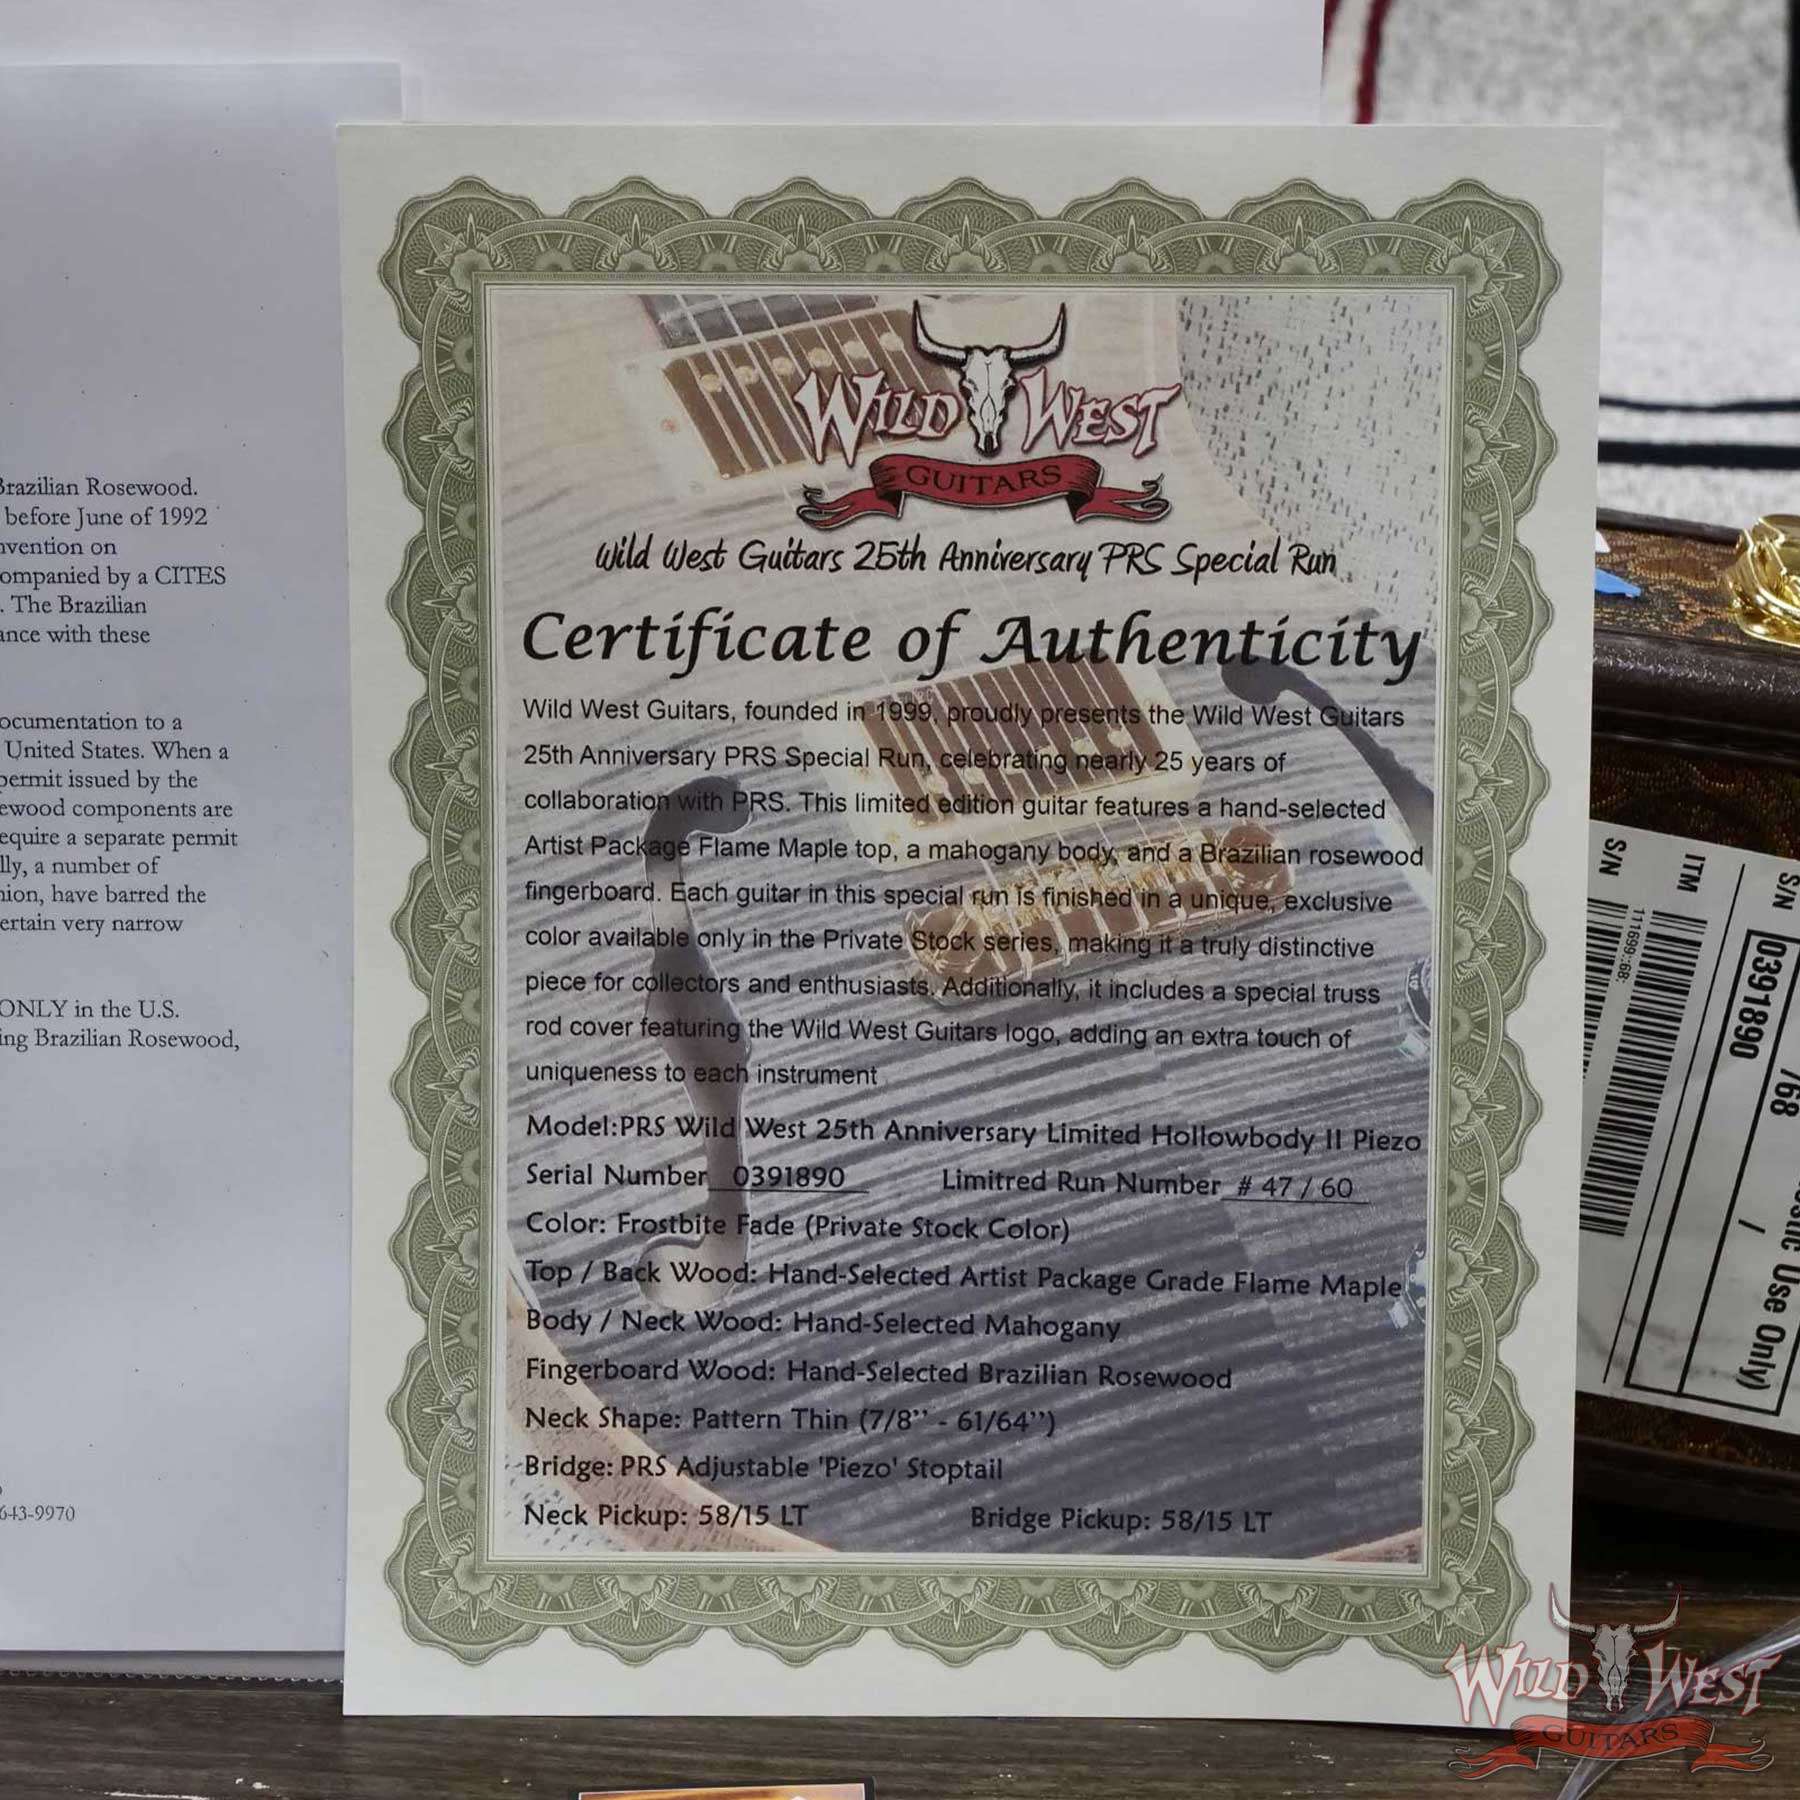 Brazilian Rosewood.
before June of 1992
nvention on
ompanied by a CITES
. The Brazilian
ance with these
ocumentation to a
United States. When a
permit issued by the
ewood components are
equire a separate permit
lly, a number of
nion, have barred the
ertain very narrow
ONLY in the U.S.
ing Brazilian Rosewood,
643-9970
WILD WEST
GUITARS
Wild West Guitars 25th Anniversary PRS Special Run
Certificate of Authenticity
Wild West Guitars, founded in 1999, proudly presents the Wild West Guitars
25th Anniversary PRS Special Run, celebrating nearly 25 years of
collaboration with PRS. This limited edition guitar features a hand-selected
Artist Package Flame Maple top, a mahogany body, and a Brazilian rosewood
fingerboard. Each guitar in this special run is finished in a unique, exclusive
color available only in the Private Stock series, making it a truly distinctive
piece for collectors and enthusiasts. Additionally, it includes a special truss
rod cover featuring the Wild West Guitars logo, adding an extra touch of
uniqueness to each instrument
Model:PRS Wild West 25th Anniversary Limited Hollowbody II Piezo
Serial Number 0391890 Limitred Run Number # 47 / 60
Color: Frostbite Fade (Private Stock Color)
Top / Back Wood: Hand-Selected Artist Package Grade Flame Maple
Body / Neck Wood: Hand-Selected Mahogany
Fingerboard Wood: Hand-Selected Brazilian Rosewood
Neck Shape: Pattern Thin (7/8'' - 61/64'')
Bridge: PRS Adjustable 'Piezo' Stoptail
Neck Pickup: 58/15 LT Bridge Pickup: 58/15 LT
S/N
ITM
111699::68:
S/N 0391890
/68
/
Use Only)
WILD WEST
GUITARS